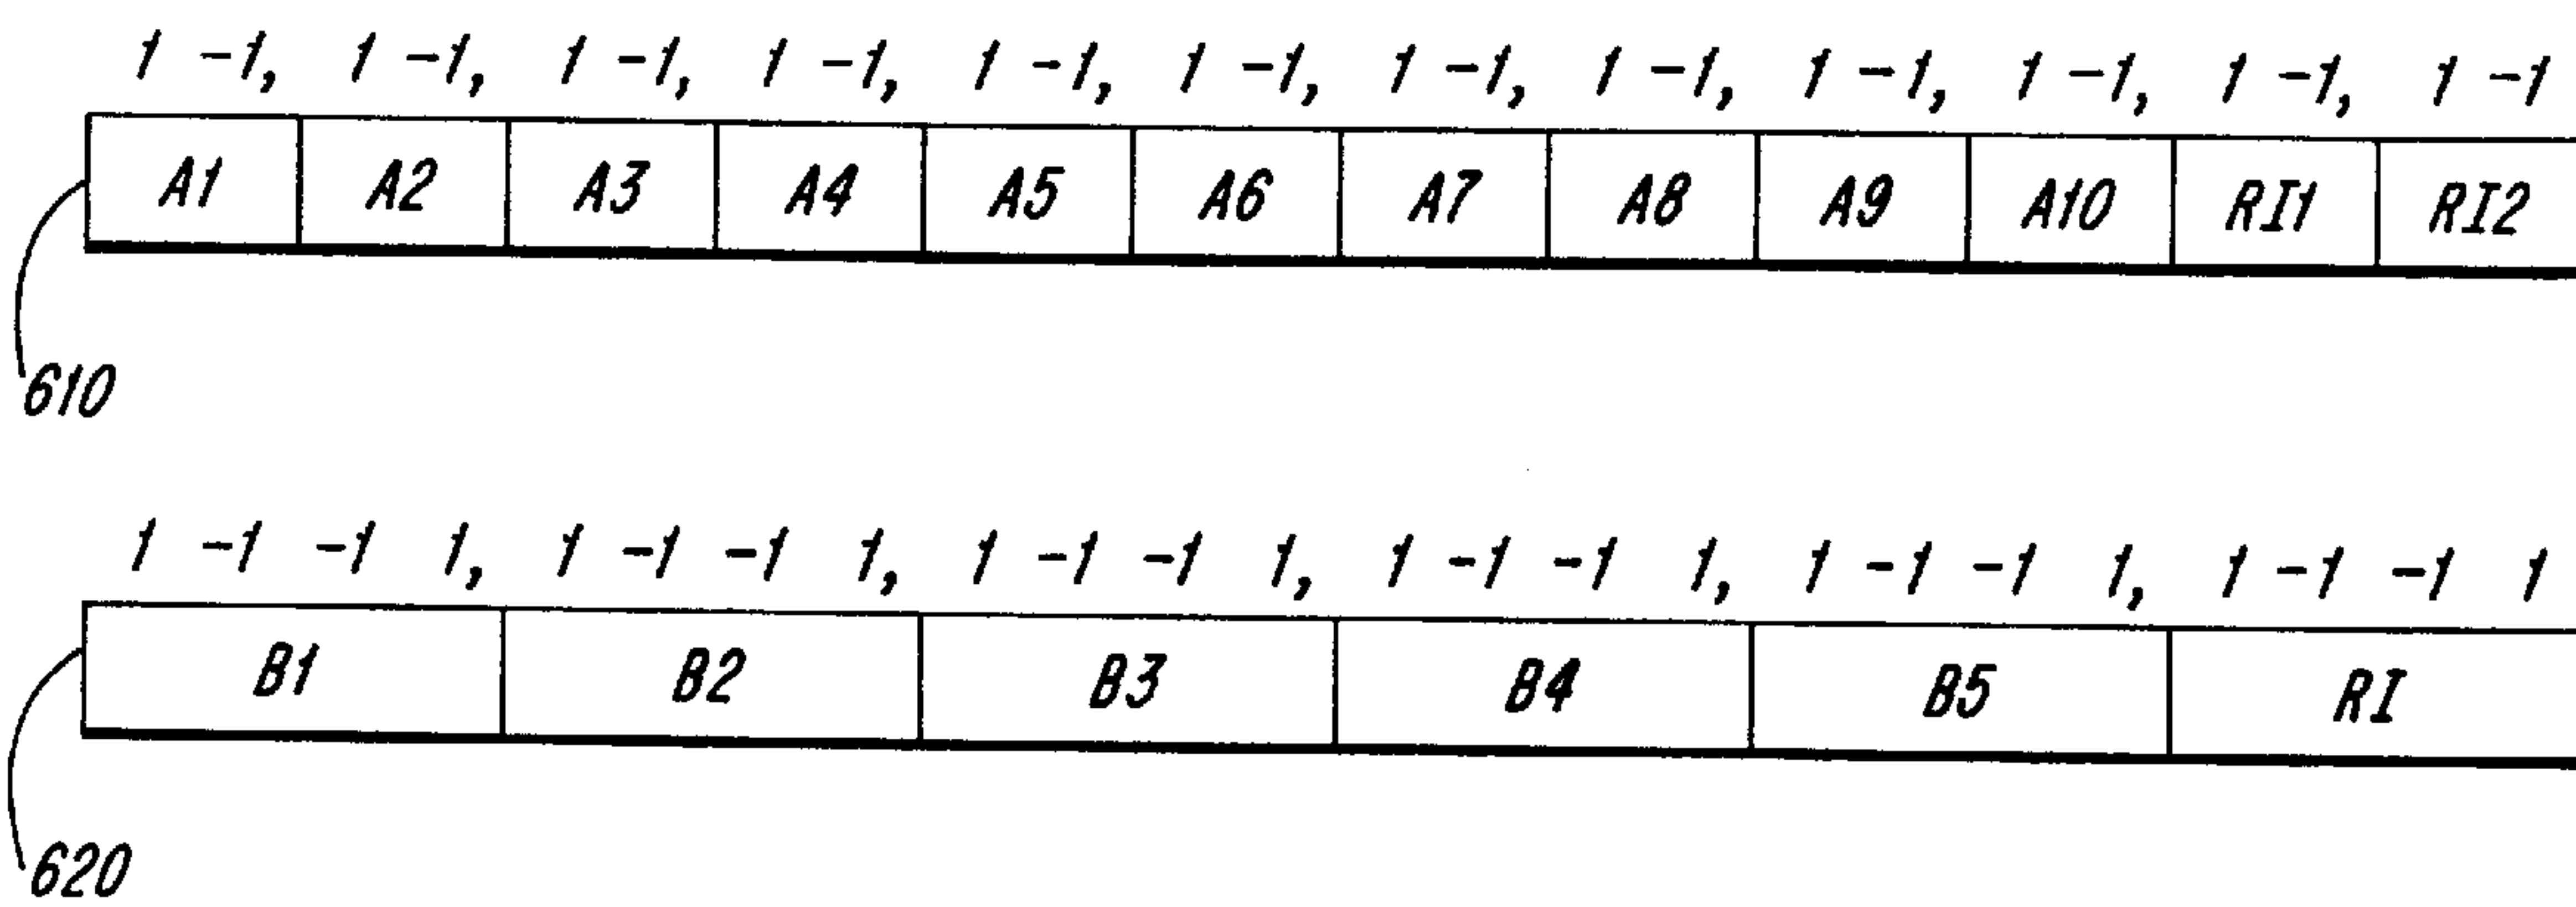 1 -1, 1 -1, 1 -1, 1 -1, 1 -1, 1 -1, 1 -1, 1 -1, 1 -1, 1 -1, 1 -1, 1 -1
A1 A2 A3 A4 A5 A6 A7 A8 A9 A10 RI1 RI2
610
1 -1 -1 1, 1 -1 -1 1, 1 -1 -1 1, 1 -1 -1 1, 1 -1 -1 1, 1 -1 -1 1
B1 B2 B3 B4 B5 RI
620